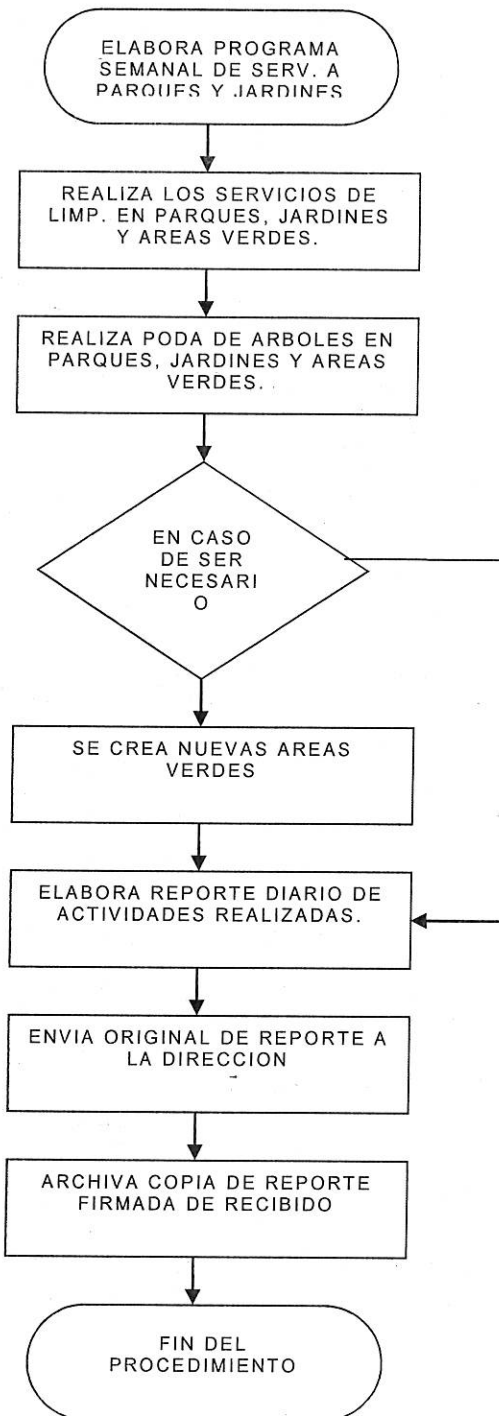 ELABORA PROGRAMA
SEMANAL DE SERV. A
PARQUES Y JARDINES
REALIZA LOS SERVICIOS DE
LIMP. EN PARQUES, JARDINES
Y AREAS VERDES.
REALIZA PODA DE ARBOLES EN
PARQUES, JARDINES Y AREAS
VERDES.
EN CASO
DE SER
NECESARI
O
SE CREA NUEVAS AREAS
VERDES
ELABORA REPORTE DIARIO DE
ACTIVIDADES REALIZADAS.
ENVIA ORIGINAL DE REPORTE A
LA DIRECCION
ARCHIVA COPIA DE REPORTE
FIRMADA DE RECIBIDO
FIN DEL
PROCEDIMIENTO